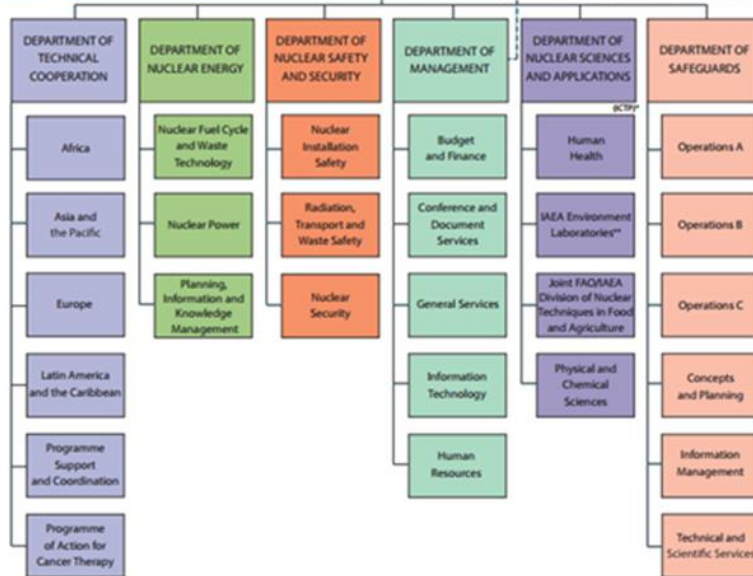 DEPARTMENT OF
TECHNICAL
COOPERATION
Africa
Asia and
the Pacific
Europe
Latin America
and the Caribbean
Programme
Support
and Coordination
Programme
of Action for
Cancer Therapy
DEPARTMENT OF
NUCLEAR ENERGY
Nuclear Fuel Cycle
and Waste
Technology
Nuclear Power
Planning,
Information and
Knowledge
Management
DEPARTMENT OF
NUCLEAR SAFETY
AND SECURITY
Nuclear
Installation
Safety
Radiation,
Transport and
Waste Safety
Nuclear
Security
DEPARTMENT OF
MANAGEMENT
Budget
and Finance
Conference and
Document
Services
General Services
Information
Technology
Human
Resources
DEPARTMENT OF
NUCLEAR SCIENCES
AND APPLICATIONS
(ICTP)*
Human
Health
IAEA Environment
Laboratories**
Joint FAO/IAEA
Division of Nuclear
Techniques in Food
and Agriculture
Physical and
Chemical
Sciences
DEPARTMENT OF
SAFEGUARDS
Operations A
Operations B
Operations C
Concepts
and Planning
Information
Management
Technical and
Scientific Services